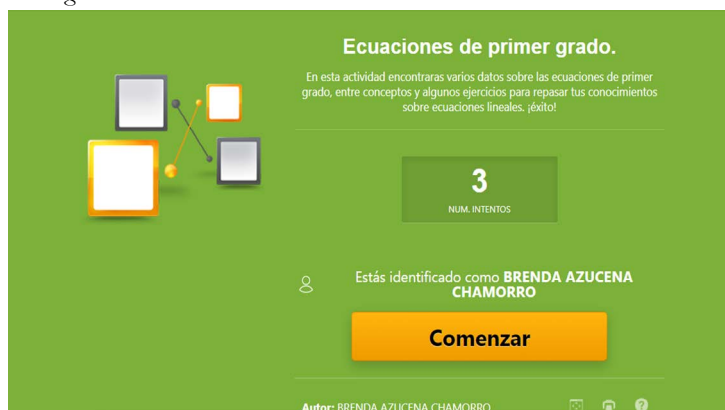 Ecuaciones de primer grado.
En esta actividad encontraras varios datos sobre las ecuaciones de primer
grado, entre conceptos y algunos ejercicios para repasar tus conocimientos
sobre ecuaciones lineales. ¡éxito!
3
NUM. INTENTOS
Estás identificado como BRENDA AZUCENA
CHAMORRO
Comenzar
Autor: BRENDA AZUCENA CHAMORRO